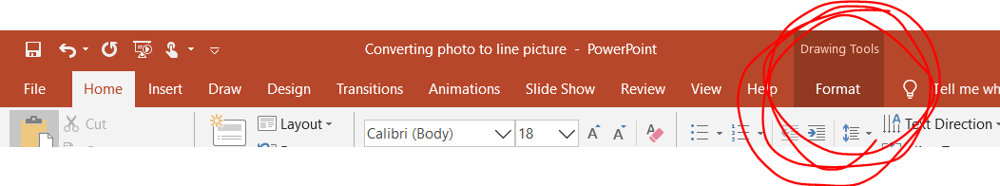 Converting photo to line picture - PowerPoint
Drawing Tools
File Home Insert Draw Design Transitions Animations Slide Show Review View Help Format Tell me
Cut Layout Calibri (Body) 18 Text Direction